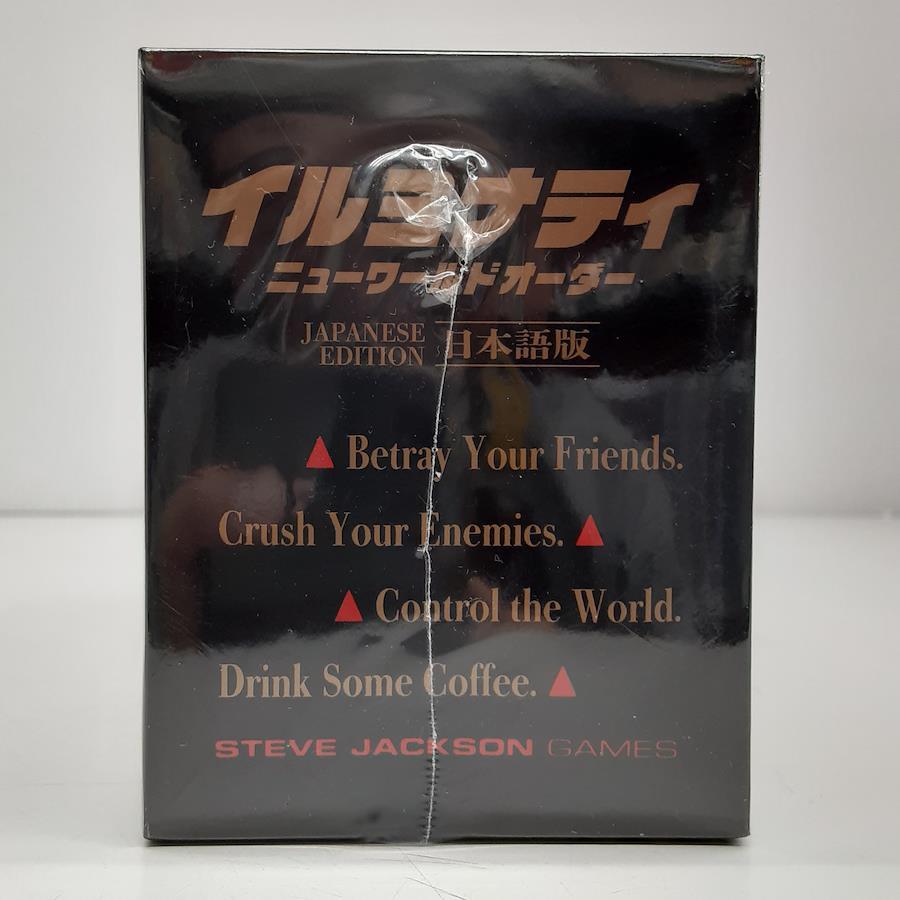 イルミナティ
ニューワールドオーダー
JAPANESE
EDITION
日本語版
▲ Betray Your Friends.
Crush Your Enemies. ▲
▲ Control the World.
Drink Some Coffee. ▲
STEVE JACKSON GAMES